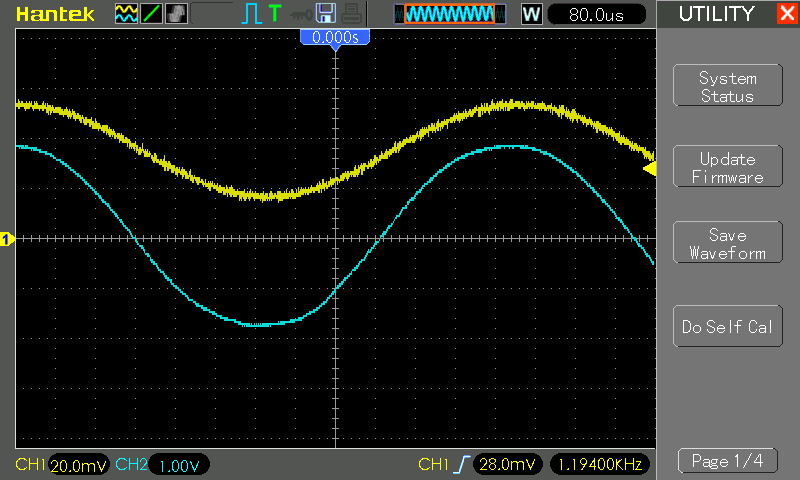 Hantek
T
W
80.0us
UTILITY
0.000s
System
Status
Update
Firmware
Save
Waveform
Do Self Cal
Page 1/4
1
CH1 20.0mV CH2 1.00V CH1 28.0mV 1.19400KHz